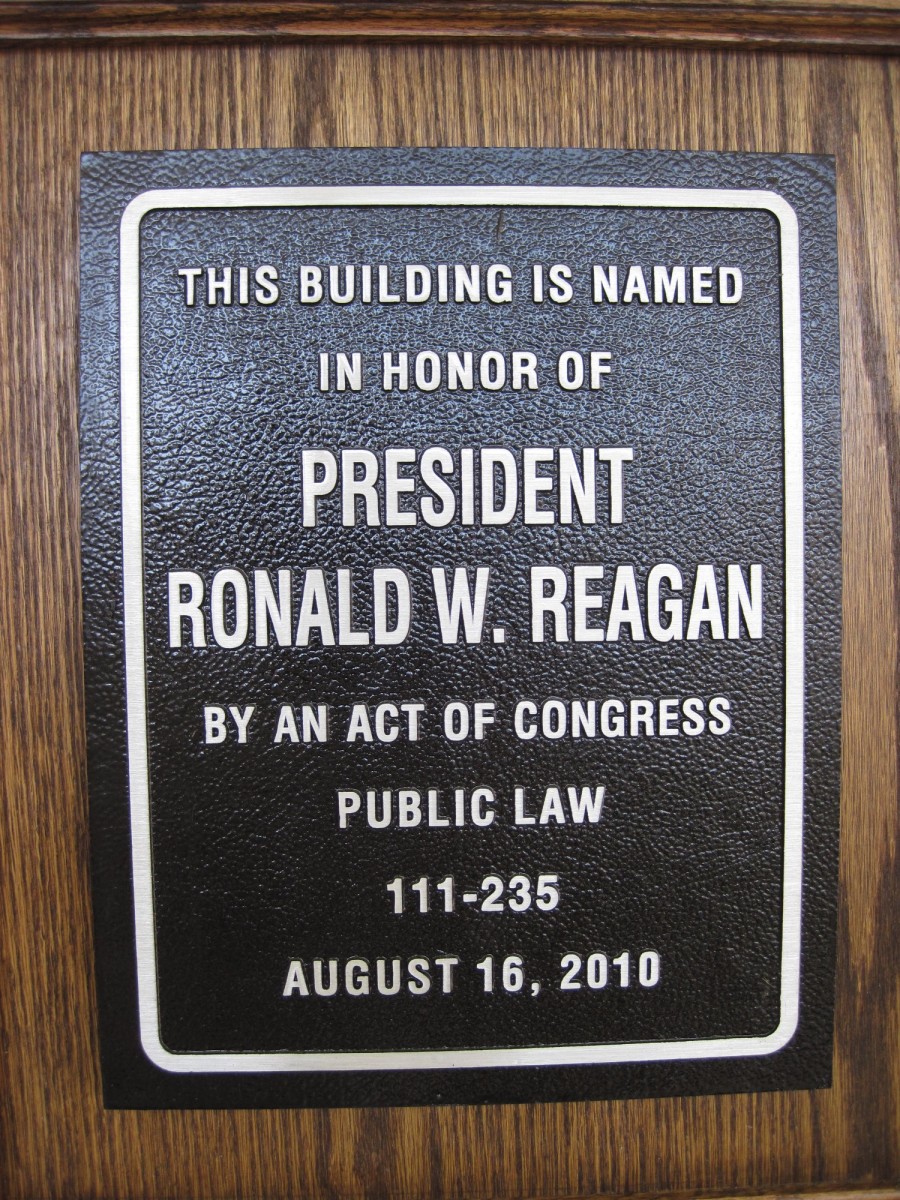 THIS BUILDING IS NAMED
IN HONOR OF
PRESIDENT
RONALD W. REAGAN
BY AN ACT OF CONGRESS
PUBLIC LAW
111-235
AUGUST 16, 2010